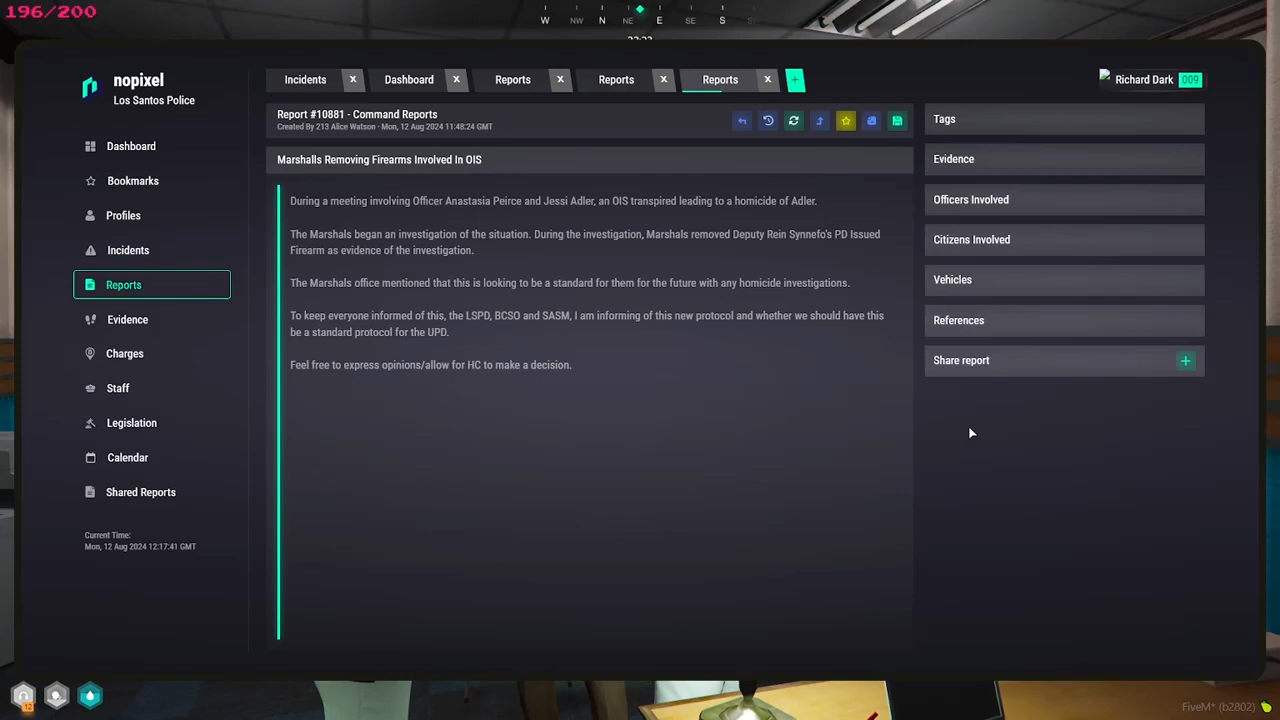 196/200
W NW N NE E SE S
nopixel
Los Santos Police
Incidents X Dashboard X Reports X Reports X Reports X +
Richard Dark 009
Report #10881 - Command Reports
Created By 213 Alice Watson - Mon, 12 Aug 2024 11:48:24 GMT
Marshalls Removing Firearms Involved In OIS
During a meeting involving Officer Anastasia Peirce and Jessi Adler, an OIS transpired leading to a homicide of Adler.
The Marshals began an investigation of the situation. During the investigation, Marshals removed Deputy Rein Synnefo's PD Issued
Firearm as evidence of the investigation.
The Marshals office mentioned that this is looking to be a standard for them for the future with any homicide investigations.
To keep everyone informed of this, the LSPD, BCSO and SASM, I am informing of this new protocol and whether we should have this
be a standard protocol for the UPD.
Feel free to express opinions/allow for HC to make a decision.
Dashboard
Bookmarks
Profiles
Incidents
Reports
Evidence
Charges
Staff
Legislation
Calendar
Shared Reports
Current Time:
Mon, 12 Aug 2024 12:17:41 GMT
Tags
Evidence
Officers Involved
Citizens Involved
Vehicles
References
Share report +
12
FiveM* (b2802)